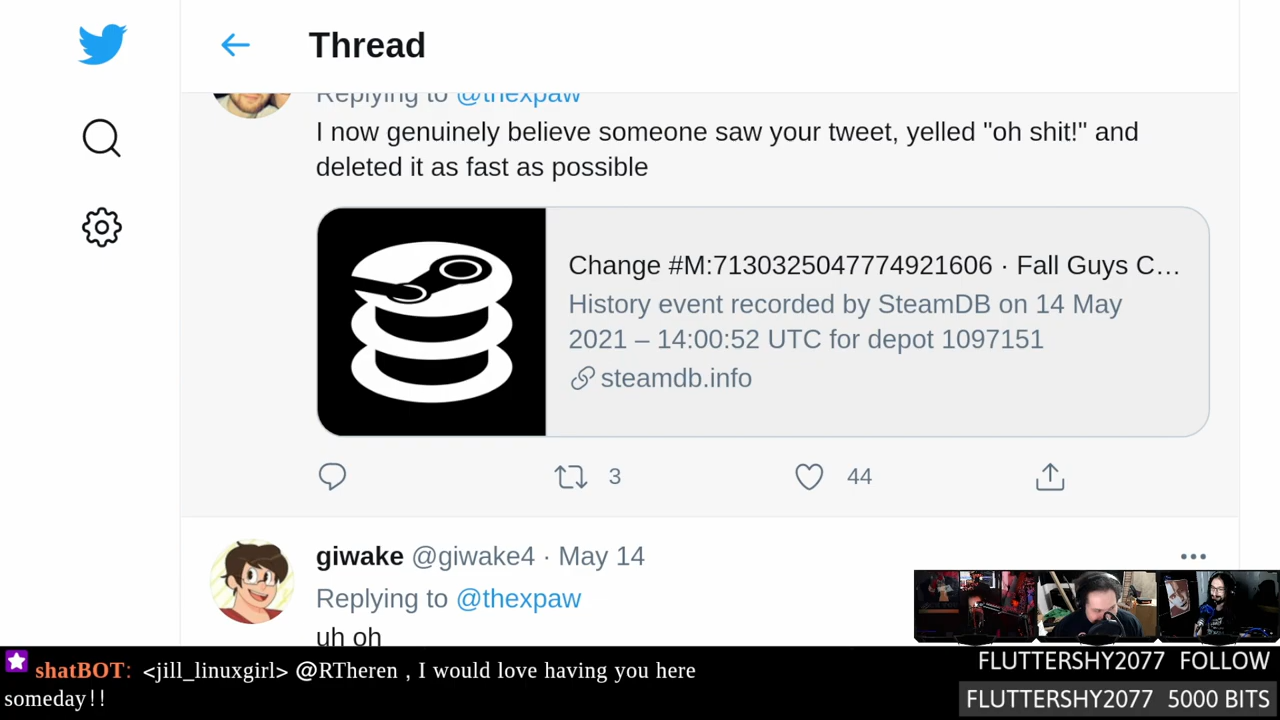 Thread
Replying to @thexpaw
I now genuinely believe someone saw your tweet, yelled "oh shit!" and
deleted it as fast as possible
Change #M:7130325047774921606 · Fall Guys C…
History event recorded by SteamDB on 14 May
2021 – 14:00:52 UTC for depot 1097151
steamdb.info
3
44
giwake @giwake4 · May 14
Replying to @thexpaw
uh oh
shatBOT: <jill_linuxgirl> @RTheren , I would love having you here
someday!!
FLUTTERSHY2077 FOLLOW
FLUTTERSHY2077 5000 BITS